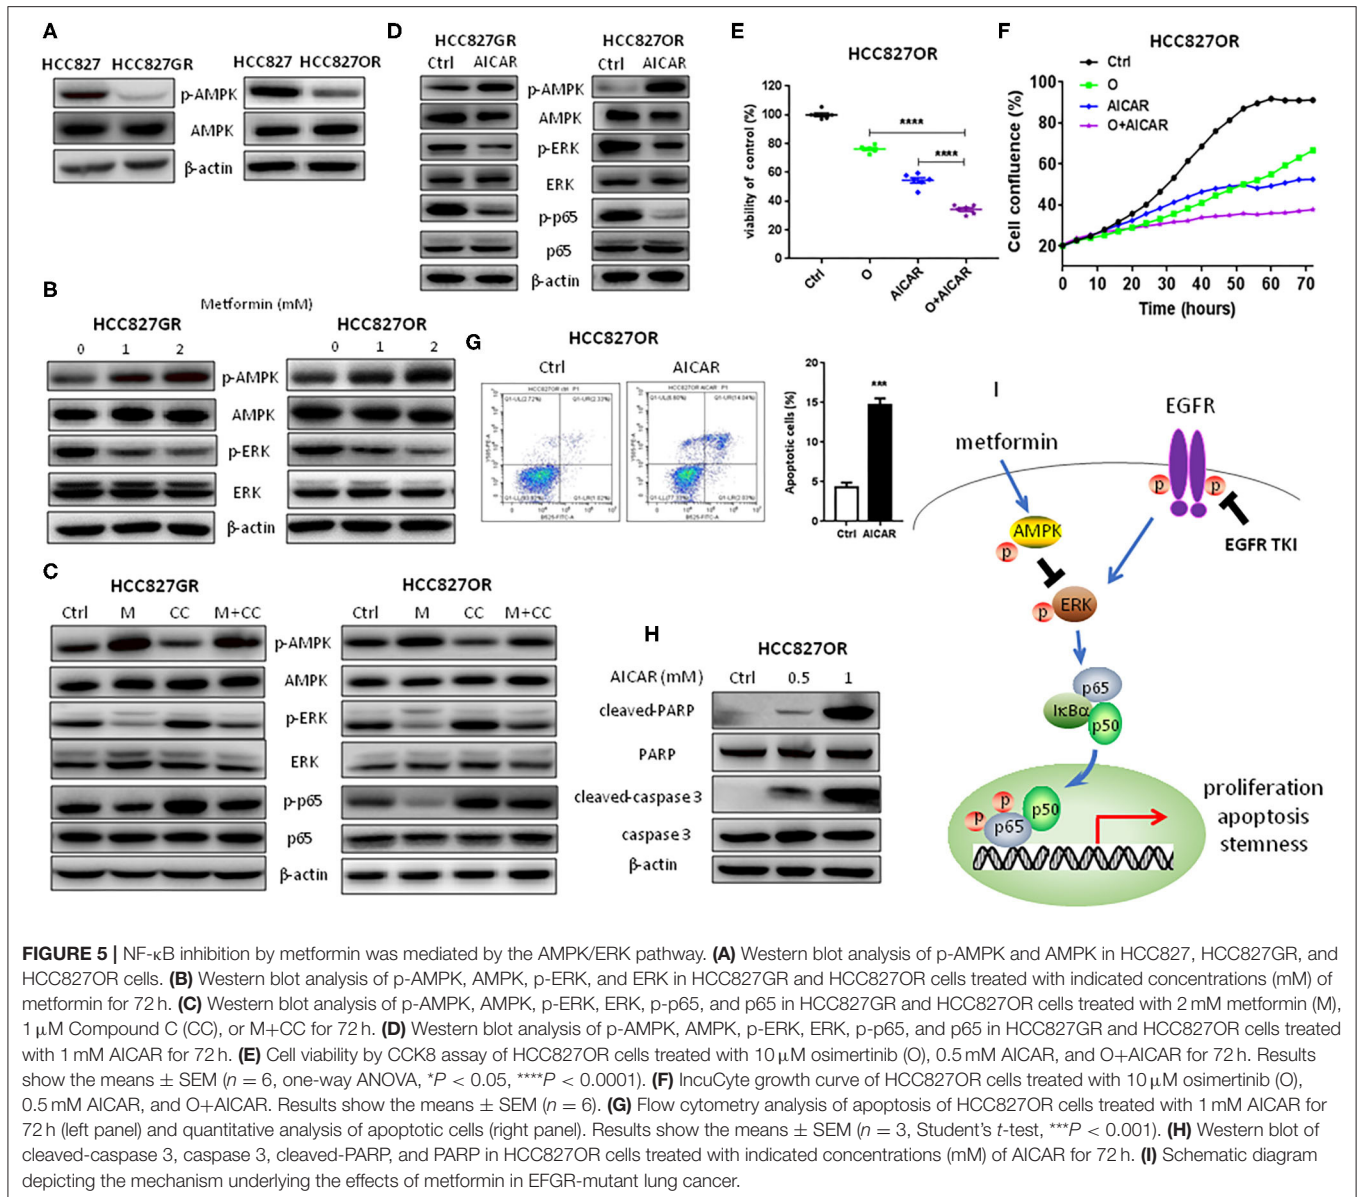 A
HCC827 HCC827GR
HCC827 HCC827OR
p-AMPK
AMPK
β-actin
B
Metformin (mM)
HCC827GR
HCC827OR
0 1 2
0 1 2
p-AMPK
AMPK
p-ERK
ERK
β-actin
C
HCC827GR
HCC827OR
Ctrl M CC M+CC
Ctrl M CC M+CC
p-AMPK
AMPK
p-ERK
ERK
p-p65
p65
β-actin
D
HCC827GR
HCC827OR
Ctrl AICAR
Ctrl AICAR
p-AMPK
AMPK
p-ERK
ERK
p-p65
p65
β-actin
E
HCC827OR
viability of control (%)
120
100
80
60
40
20
0
****
****
Ctrl
O
AICAR
O+AICAR
F
HCC827OR
Ctrl
O
AICAR
O+AICAR
Cell confluence (%)
100
80
60
40
20
0 10 20 30 40 50 60 70
Time (hours)
G
HCC827OR
Ctrl
AICAR
Apoptotic cells (%)
20
15
10
5
0
***
Ctrl AICAR
H
HCC827OR
AICAR (mM) Ctrl 0.5 1
cleaved-PARP
PARP
cleaved-caspase 3
caspase 3
β-actin
I
EGFR
metformin
p
p
AMPK
p
EGFR TKI
ERK
p
p65
IκBα
p50
p
p
p50
p65
proliferation
apoptosis
stemness
FIGURE 5 | NF-κB inhibition by metformin was mediated by the AMPK/ERK pathway. (A) Western blot analysis of p-AMPK and AMPK in HCC827, HCC827GR, and
HCC827OR cells. (B) Western blot analysis of p-AMPK, AMPK, p-ERK, and ERK in HCC827GR and HCC827OR cells treated with indicated concentrations (mM) of
metformin for 72 h. (C) Western blot analysis of p-AMPK, AMPK, p-ERK, ERK, p-p65, and p65 in HCC827GR and HCC827OR cells treated with 2 mM metformin (M),
1 μM Compound C (CC), or M+CC for 72 h. (D) Western blot analysis of p-AMPK, AMPK, p-ERK, ERK, p-p65, and p65 in HCC827GR and HCC827OR cells treated
with 1 mM AICAR for 72 h. (E) Cell viability by CCK8 assay of HCC827OR cells treated with 10 μM osimertinib (O), 0.5 mM AICAR, and O+AICAR for 72 h. Results
show the means ± SEM (n = 6, one-way ANOVA, *P < 0.05, ****P < 0.0001). (F) IncuCyte growth curve of HCC827OR cells treated with 10 μM osimertinib (O),
0.5 mM AICAR, and O+AICAR. Results show the means ± SEM (n = 6). (G) Flow cytometry analysis of apoptosis of HCC827OR cells treated with 1 mM AICAR for
72 h (left panel) and quantitative analysis of apoptotic cells (right panel). Results show the means ± SEM (n = 3, Student's t-test, ***P < 0.001). (H) Western blot of
cleaved-caspase 3, caspase 3, cleaved-PARP, and PARP in HCC827OR cells treated with indicated concentrations (mM) of AICAR for 72 h. (I) Schematic diagram
depicting the mechanism underlying the effects of metformin in EFGR-mutant lung cancer.